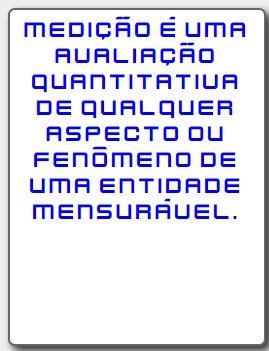 MEDIÇÃO É UMA
AVALIAÇÃO
QUANTITATIVA
DE QUALQUER
ASPECTO OU
FENÔMENO DE
UMA ENTIDADE
MENSURÁVEL.